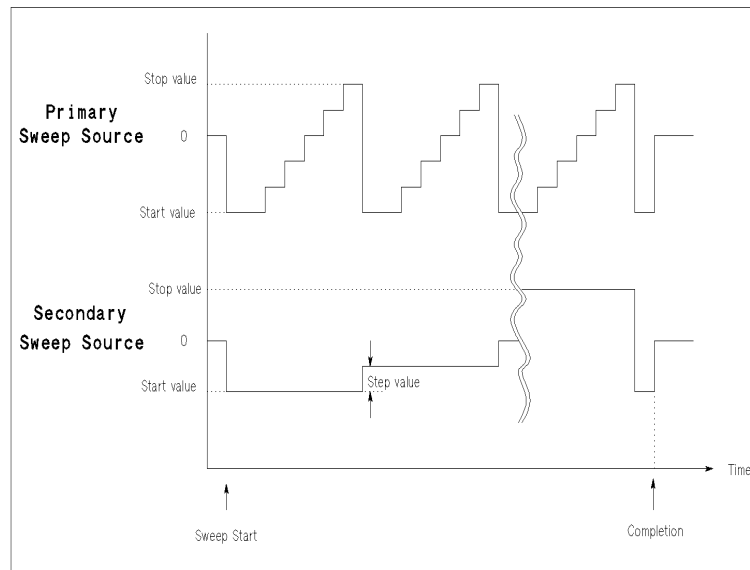 Stop value
Primary
Sweep Source 0
Start value
Stop value
Secondary
Sweep Source 0
Start value
Step value
Time
Sweep Start
Completion